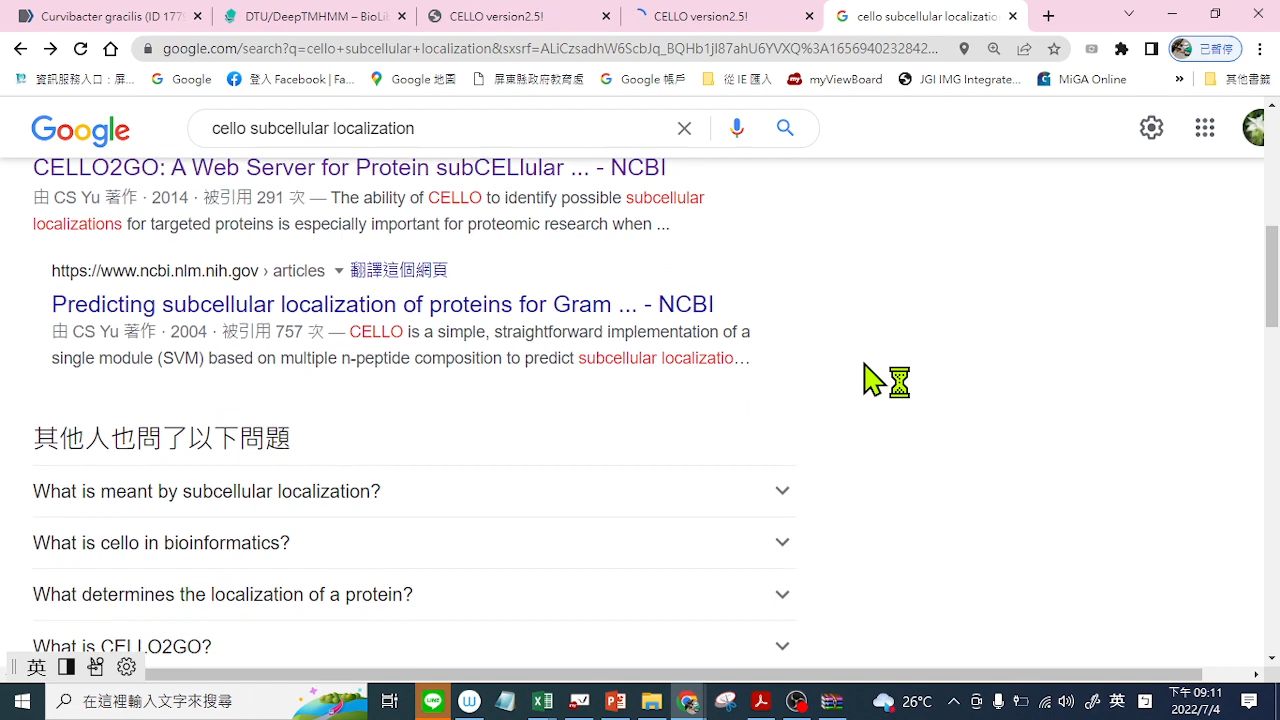 Curvibacter gracilis (ID 1779
DTU/DeepTMHMM – BioLi
CELLO version2.5!
CELLO version2.5!
cello subcellular localizatio
google.com/search?q=cello+subcellular+localization&sxsrf=ALiCzsadhW6ScbJq_BQHb1JI87ahU6YVXQ%3A1656940232842...
已暫停
資訊服務入口：屏...
Google
登入 Facebook | Fa...
Google 地圖
屏東縣政府教育處
Google 帳戶
從 IE 匯入
myViewBoard
JGI IMG Integrate...
MiGA Online
»
其他書籤
Google
cello subcellular localization
CELLO2GO: A Web Server for Protein subCELlular ... - NCBI
由 CS Yu 著作 · 2014 · 被引用 291 次 — The ability of CELLO to identify possible subcellular
localizations for targeted proteins is especially important for proteomic research when ...
https://www.ncbi.nlm.nih.gov › articles 翻譯這個網頁
Predicting subcellular localization of proteins for Gram ... - NCBI
由 CS Yu 著作 · 2004 · 被引用 757 次 — CELLO is a simple, straightforward implementation of a
single module (SVM) based on multiple n-peptide composition to predict subcellular localizatio...
其他人也問了以下問題
What is meant by subcellular localization?
What is cello in bioinformatics?
What determines the localization of a protein?
What is CELLO2GO?
英
在這裡輸入文字來搜尋
26°C
英
下午 09:11
2022/7/4